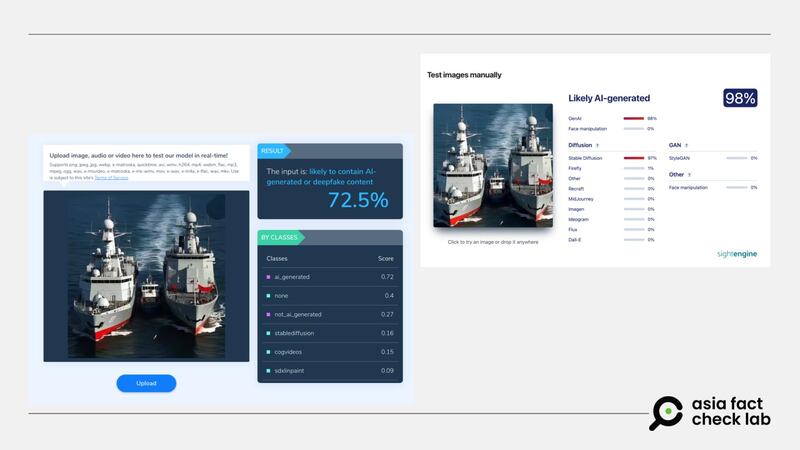 Upload image, audio or video here to test our model in real-time!
Supports png, jpeg, jpg, webp, x-matroska, quicktime, avi, wmv, h264, mp4, webm, flac, mp3,
mpeg, ogg, wav, x-msvideo, x-matroska, x-ms-wmv, mov, x-wav, x-m4a, x-flac, wav, mkv. Use
is subject to this site's Terms of Service.
Upload
RESULT
The input is: likely to contain AI-
generated or deepfake content
72.5%
BY CLASSES
Classes Score
ai_generated 0.72
none 0.4
not_ai_generated 0.27
stablediffusion 0.16
cogvideos 0.15
sdxlinpaint 0.09
Test images manually
Click to try an image or drop it anywhere
Likely AI-generated 98%
GenAI 98%
Face manipulation 0%
Diffusion
Stable Diffusion 97%
Firefly 1%
Other 0%
Recraft 0%
MidJourney 0%
Imagen 0%
Ideogram 0%
Flux 0%
Dall-E 0%
GAN
StyleGAN 0%
Other
Face manipulation 0%
sightengine
asia fact
check lab